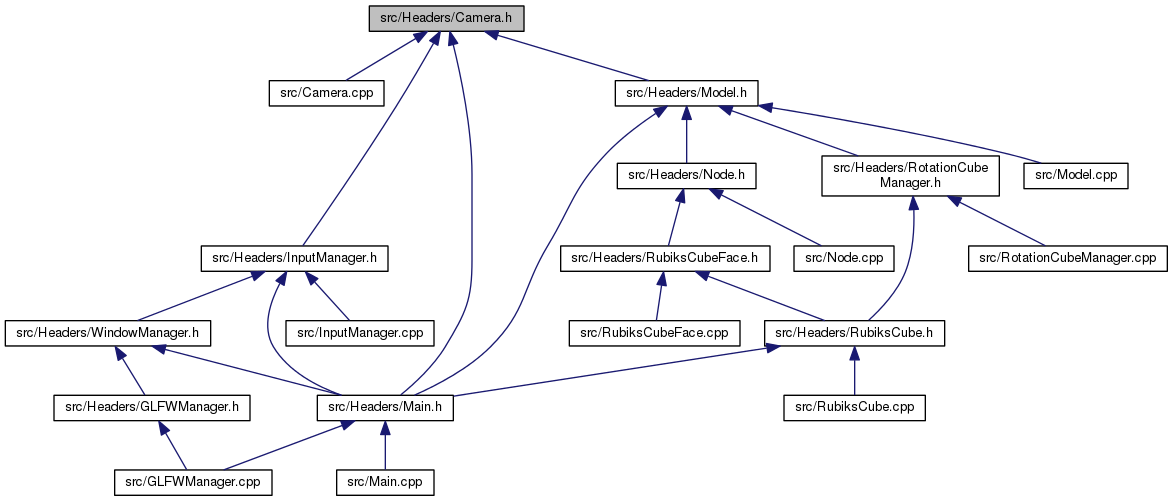 src/Headers/Camera.h
src/Camera.cpp
src/Headers/Model.h
src/Headers/Node.h
src/Headers/RotationCube
Manager.h
src/Model.cpp
src/Headers/InputManager.h
src/Headers/RubiksCubeFace.h
src/Node.cpp
src/RotationCubeManager.cpp
src/Headers/WindowManager.h
src/InputManager.cpp
src/RubiksCubeFace.cpp
src/Headers/RubiksCube.h
src/Headers/GLFWManager.h
src/Headers/Main.h
src/RubiksCube.cpp
src/GLFWManager.cpp
src/Main.cpp